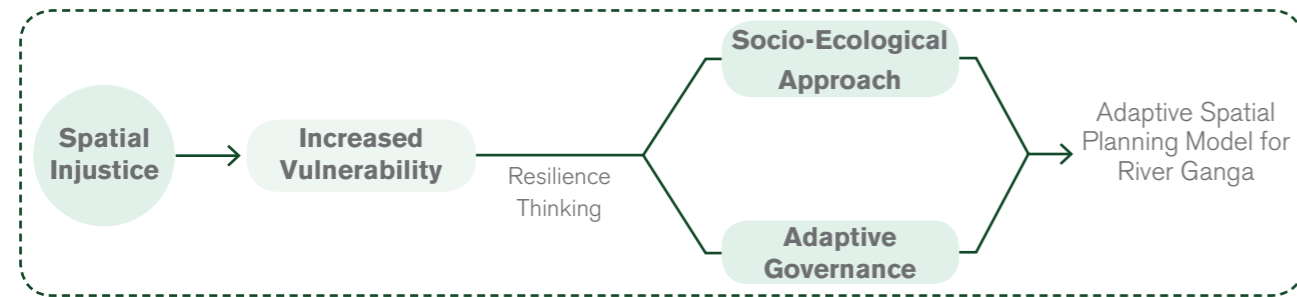 Spatial
Injustice
Increased
Vulnerability
Resilience
Thinking
Socio-Ecological
Approach
Adaptive
Governance
Adaptive Spatial
Planning Model for
River Ganga